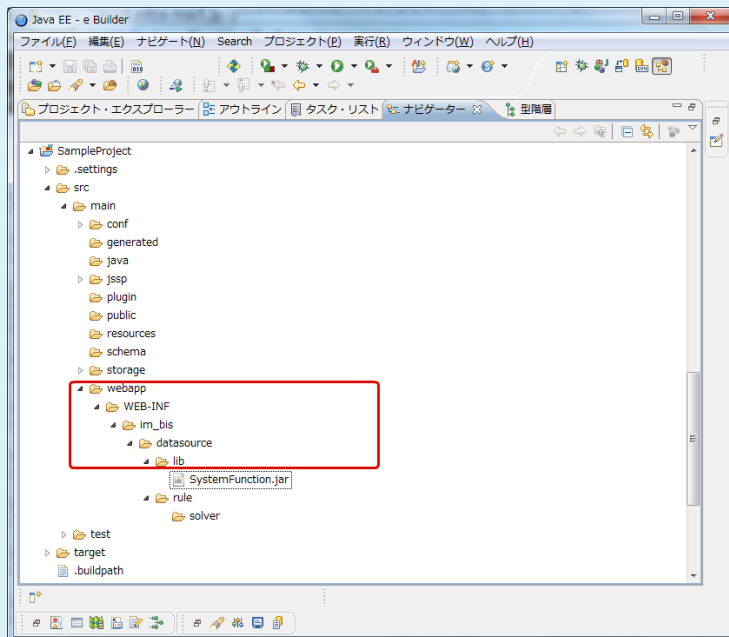 Java EE - e Builder
ファイル(F) 編集(E) ナビゲート(N) Search プロジェクト(P) 実行(R) ウィンドウ(W) ヘルプ(H)
プロジェクト・エクスプローラー アウトライン タスク・リスト ナビゲーター 型階層
SampleProject
.settings
src
main
conf
generated
java
jssp
plugin
public
resources
schema
storage
webapp
WEB-INF
im_bis
datasource
lib
SystemFunction.jar
rule
solver
test
target
.buildpath